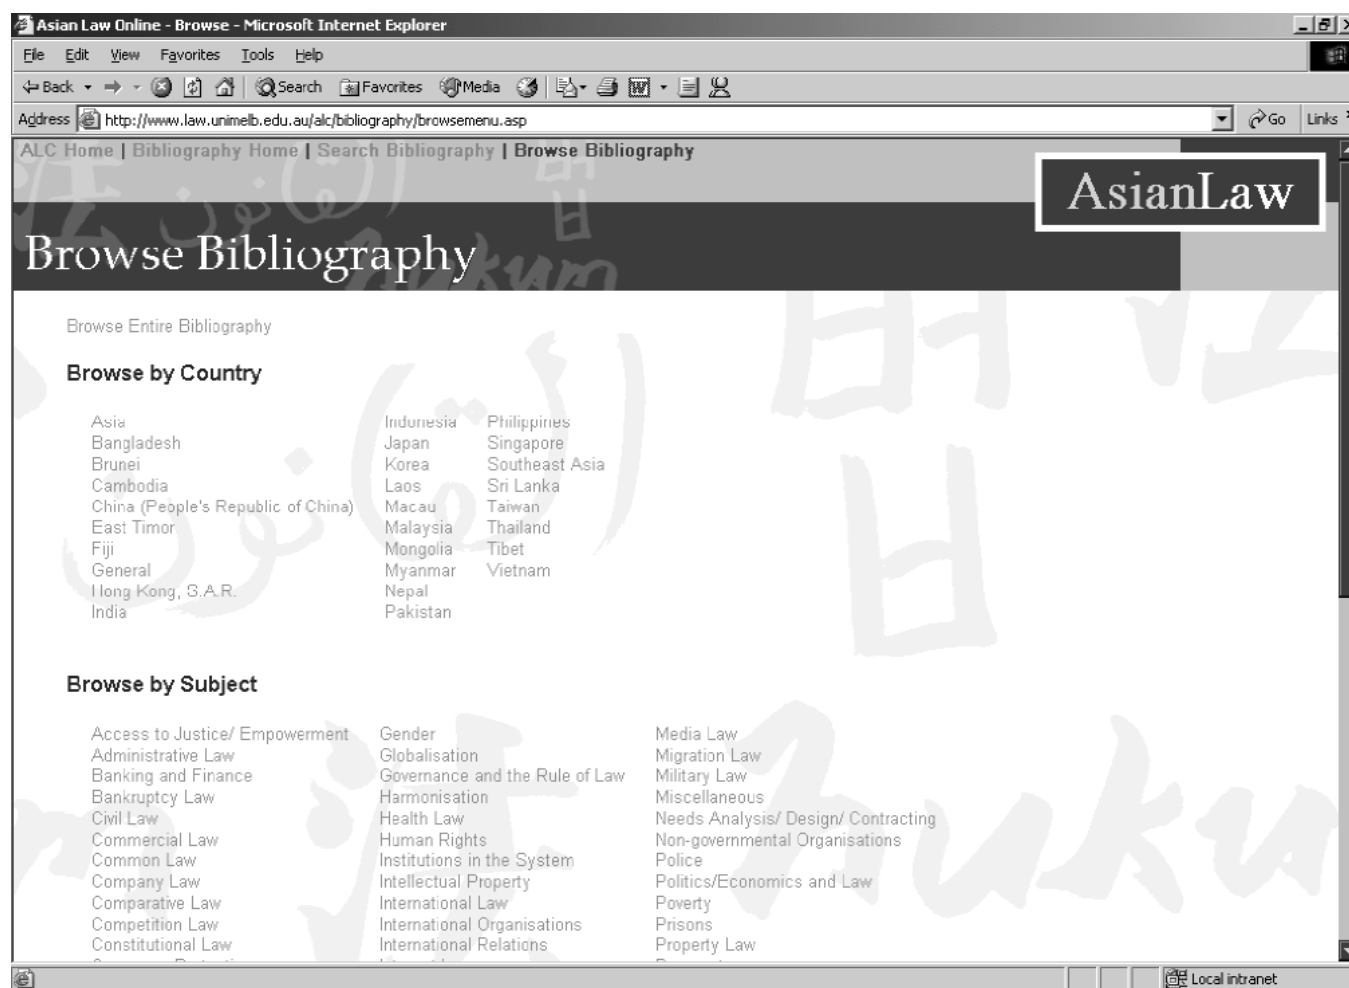 Asian Law Online - Browse - Microsoft Internet Explorer
File Edit View Favorites Tools Help
Back Search Favorites Media
Address http://www.law.unimelb.edu.au/alc/bibliography/browsemenu.asp Go Links
ALC Home | Bibliography Home | Search Bibliography | Browse Bibliography
AsianLaw
Browse Bibliography
Browse Entire Bibliography
Browse by Country
Asia Indonesia Philippines
Bangladesh Japan Singapore
Brunei Korea Southeast Asia
Cambodia Laos Sri Lanka
China (People's Republic of China) Macau Taiwan
East Timor Malaysia Thailand
Fiji Mongolia Tibet
General Myanmar Vietnam
Hong Kong, S.A.R. Nepal
India Pakistan
Browse by Subject
Access to Justice/ Empowerment Gender Media Law
Administrative Law Globalisation Migration Law
Banking and Finance Governance and the Rule of Law Military Law
Bankruptcy Law Harmonisation Miscellaneous
Civil Law Health Law Needs Analysis/ Design/ Contracting
Commercial Law Human Rights Non-governmental Organisations
Common Law Institutions in the System Police
Company Law Intellectual Property Politics/Economics and Law
Comparative Law International Law Poverty
Competition Law International Organisations Prisons
Constitutional Law International Relations Property Law
Local intranet